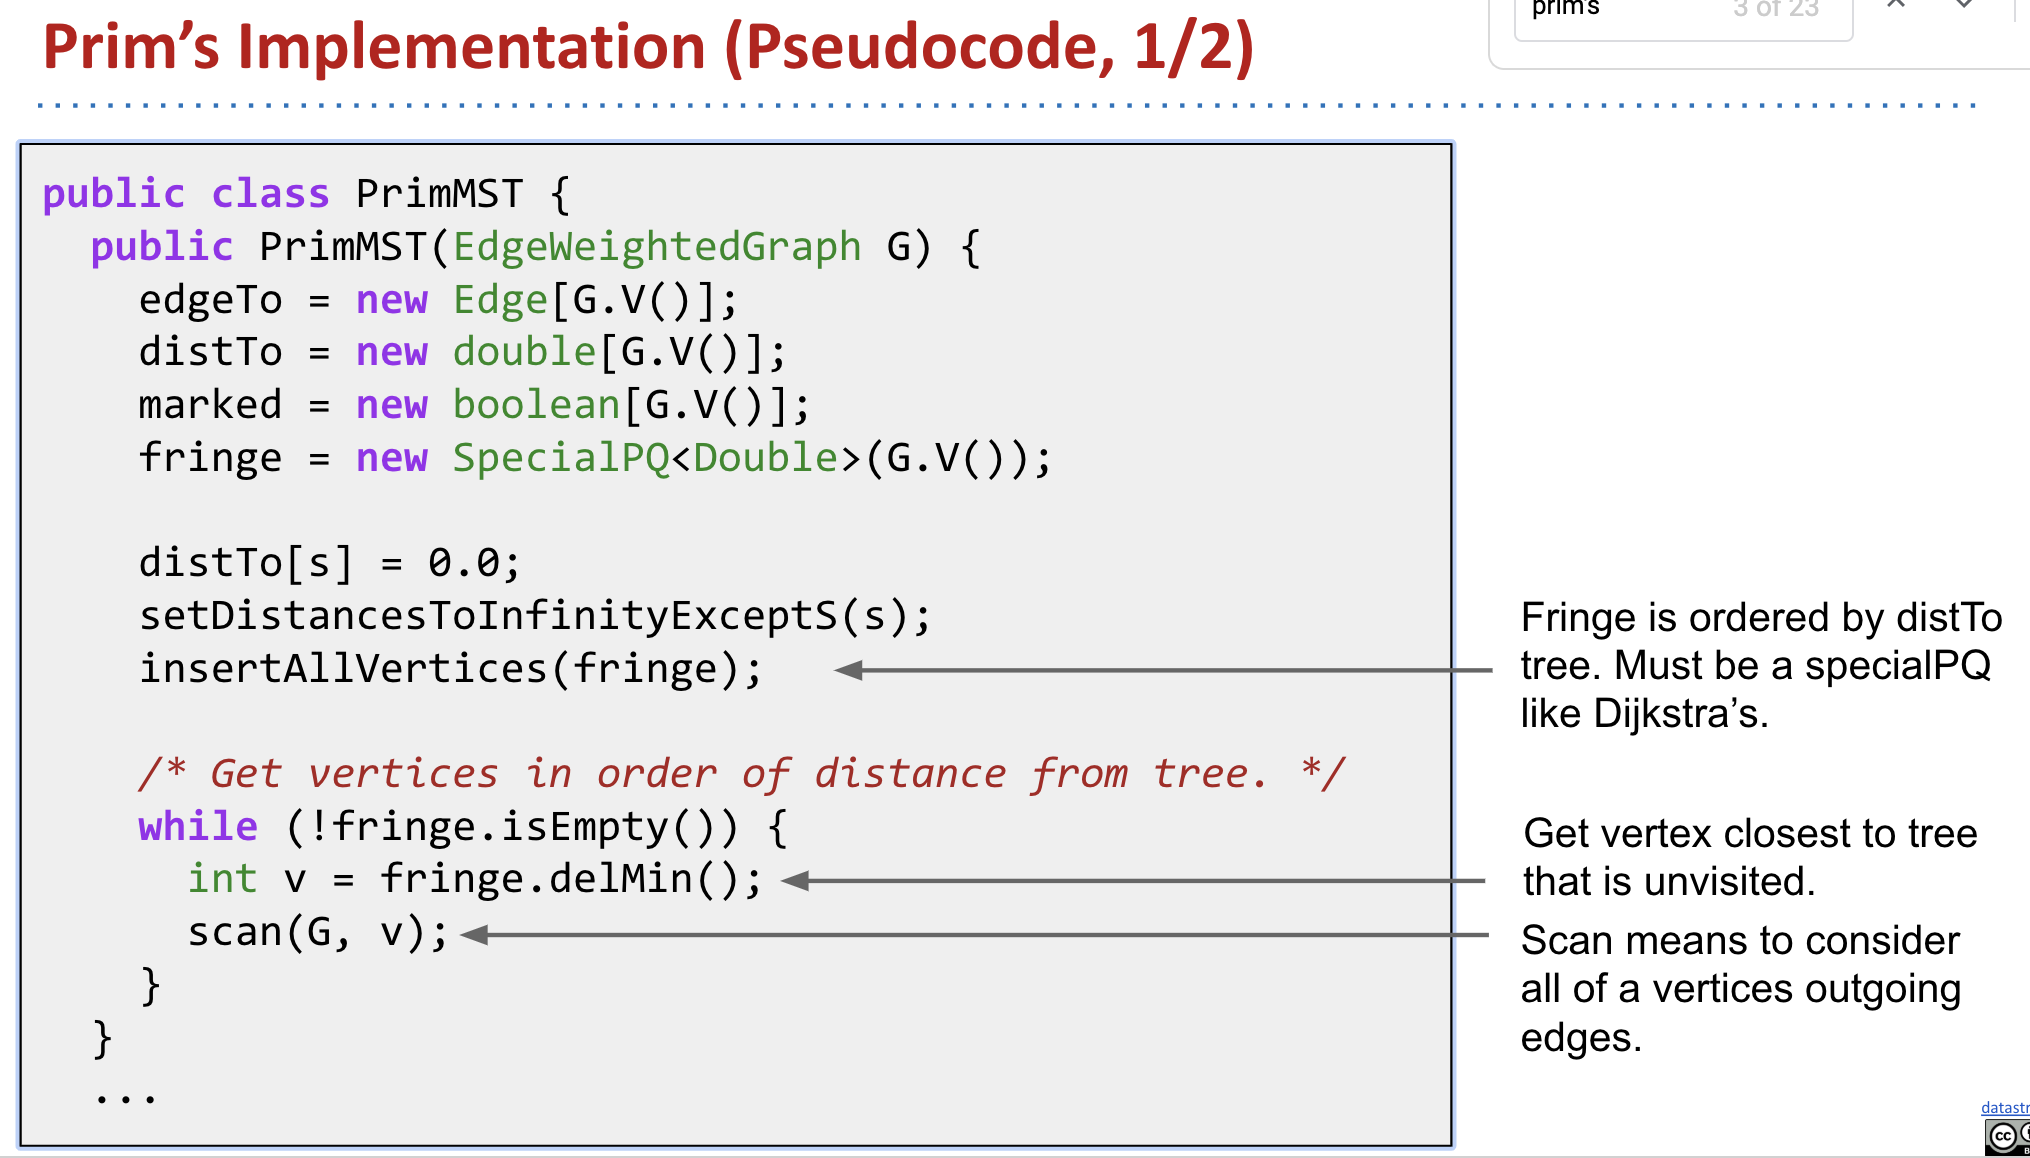 Prim’s Implementation (Pseudocode, 1/2)
prim's
3 of 23
public class PrimMST {
  public PrimMST(EdgeWeightedGraph G) {
    edgeTo = new Edge[G.V()];
    distTo = new double[G.V()];
    marked = new boolean[G.V()];
    fringe = new SpecialPQ<Double>(G.V());
    distTo[s] = 0.0;
    setDistancesToInfinityExceptS(s);
    insertAllVertices(fringe);
    /* Get vertices in order of distance from tree. */
    while (!fringe.isEmpty()) {
      int v = fringe.delMin();
      scan(G, v);
    }
  }
  ...
Fringe is ordered by distTo
tree. Must be a specialPQ
like Dijkstra’s.
Get vertex closest to tree
that is unvisited.
Scan means to consider
all of a vertices outgoing
edges.
datastr
cc